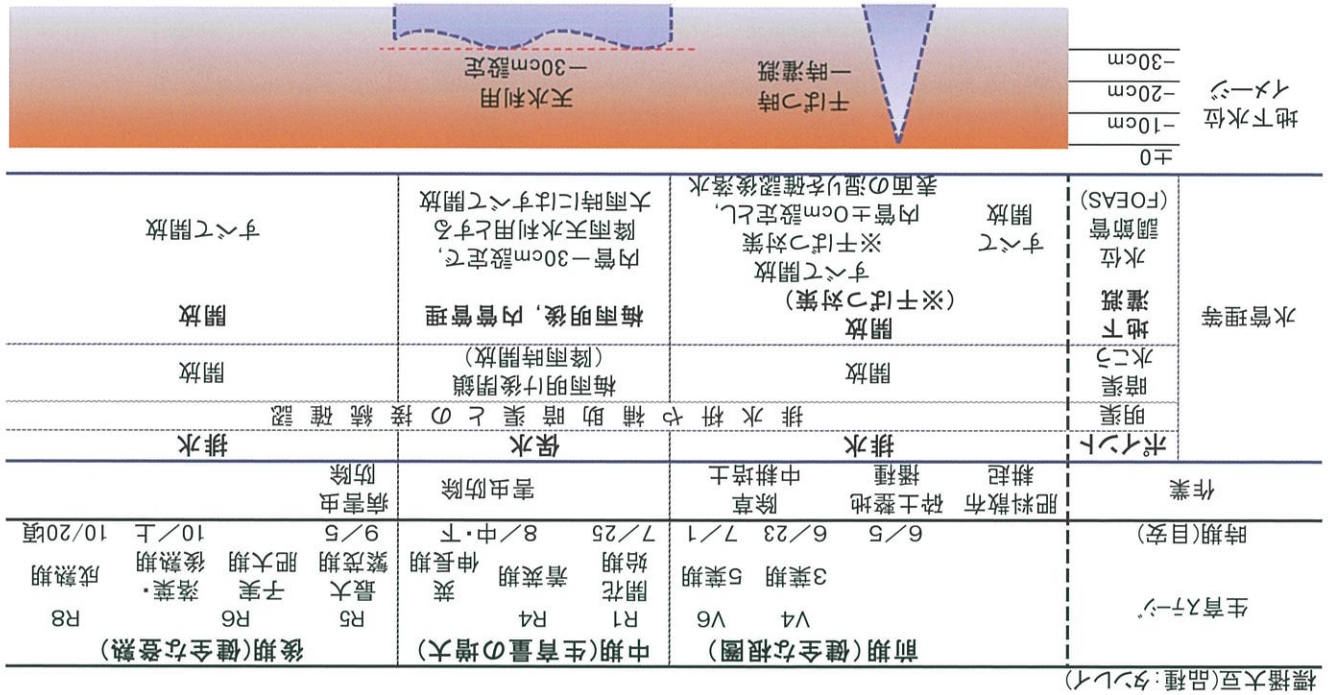 標播大豆(品種：タンレイ)
生育ステージ
前期(健全な根圏) 中期(生育量の増大) 後期(健全な登熟)
V4 V6 R1 R4 R5 R6 R8
3葉期 5葉期 開花始期 着莢期 莢伸長期 最大繁茂期 子実肥大期 落葉・後熟期 成熟期
時期(目安) 6/5 6/23 7/1 7/25 8/中・下 9/5 10/上 10/20頃
作業 肥料散布耕起 砕土整地播種 除草中耕培土 害虫防除 病害虫防除
水管理等
ポイント 排水 保水 排水
明渠 排水桝や補助暗渠との接続確認
暗渠水こう 開放 梅雨明け後閉鎖
(降雨時開放)
開放
地下灌漑
水位調節管
(FOEAS)
すべて開放
開放
(※干ばつ対策)
すべて開放
※干ばつ対策
内管±0cm設定とし,
表面の湿りを確認後落水
梅雨明後, 内管管理
内管－30cm設定で,
降雨天水利用とする
大雨時にはすべて開放
開放
すべて開放
地下水位
イメージ
±0
-10cm
-20cm
-30cm
干ばつ時
一時灌漑
天水利用
－30cm設定